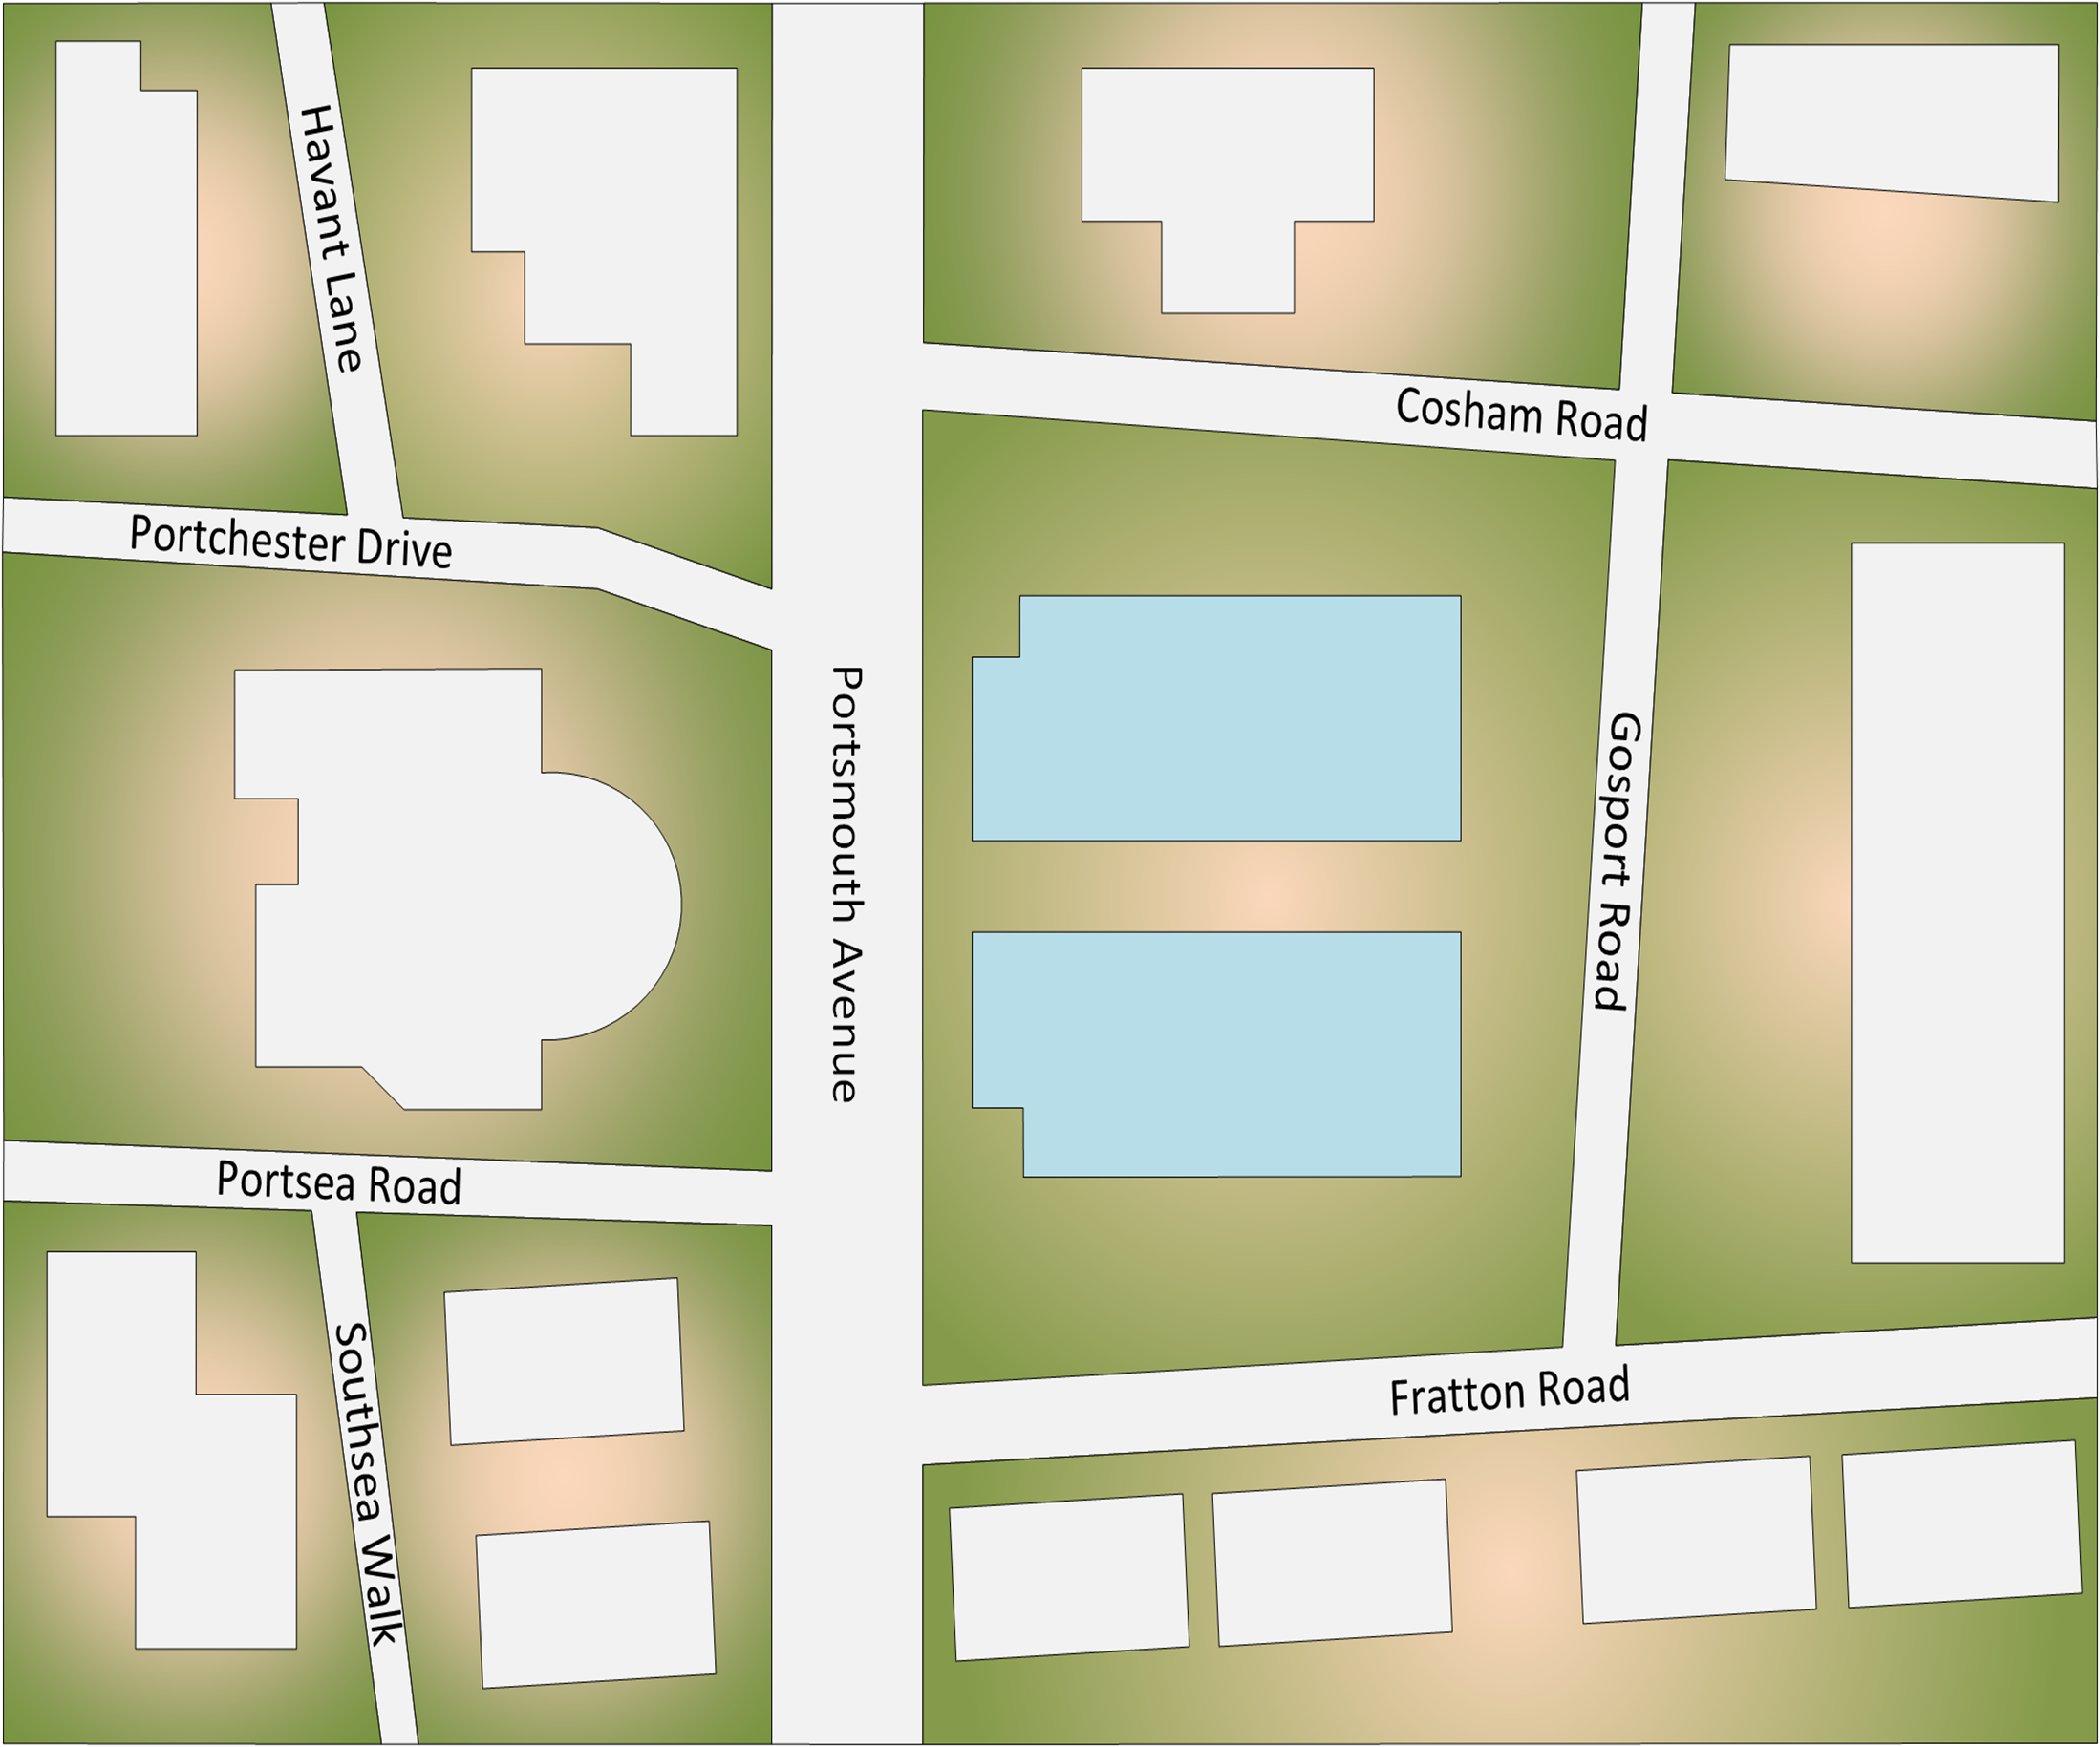 Havant Lane
Cosham Road
Portchester Drive
Portsmouth Avenue
Gosport Road
Portsea Road
Southsea Walk
Fratton Road